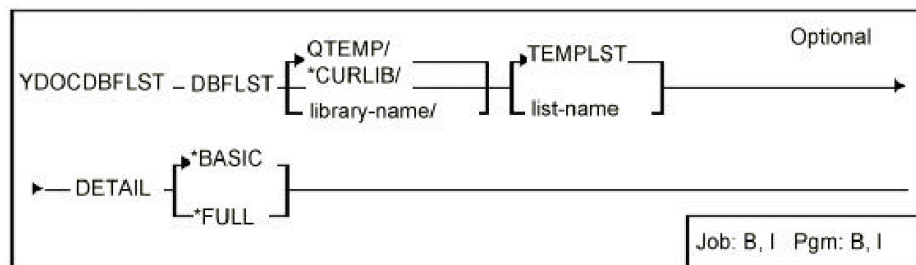 Optional
QTEMP/
*CURLIB/
library-name/
YDOCDBFLST
DBFLST
TEMPLST
list-name
DETAIL
*BASIC
*FULL
Job: B, I Pgm: B, I